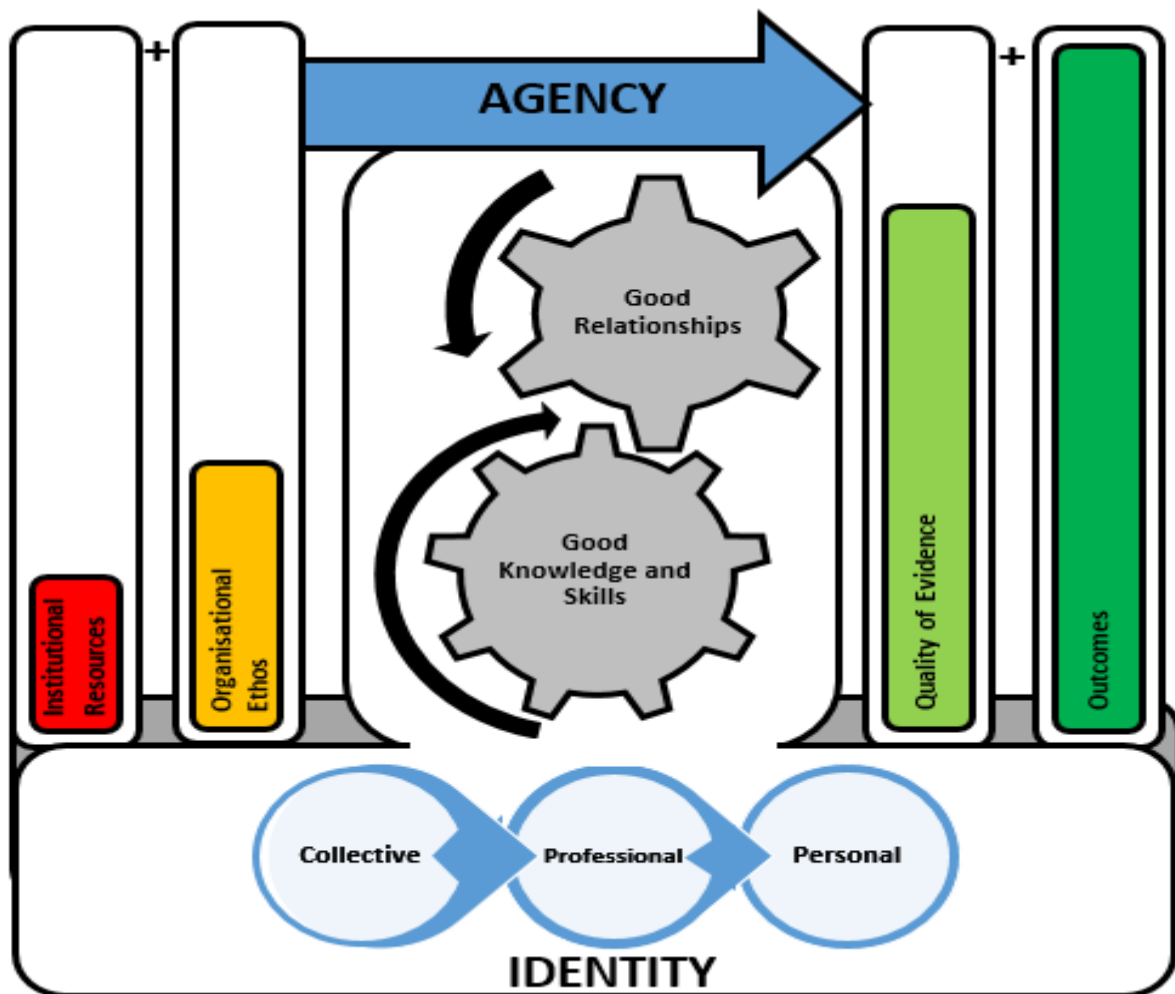 +
+
AGENCY
Good
Relationships
Good
Knowledge and
Skills
Institutional
Resources
Organisational
Ethos
Quality of Evidence
Outcomes
Collective
Professional
Personal
IDENTITY